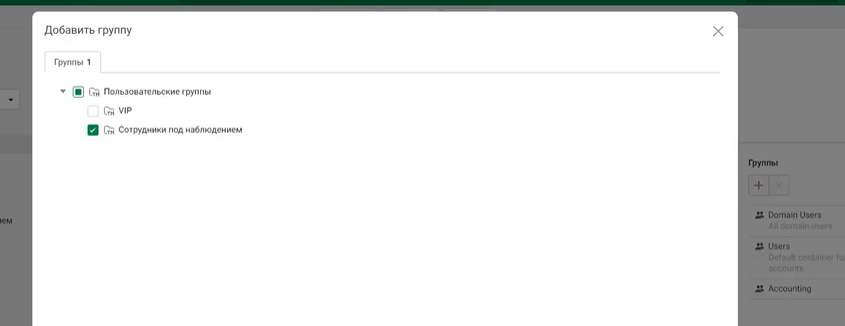 Добавить группу
Группы 1
Пользовательские группы
VIP
Сотрудники под наблюдением
ием
Группы
Domain Users
All domain users
Users
Default container fo
accounts
Accounting